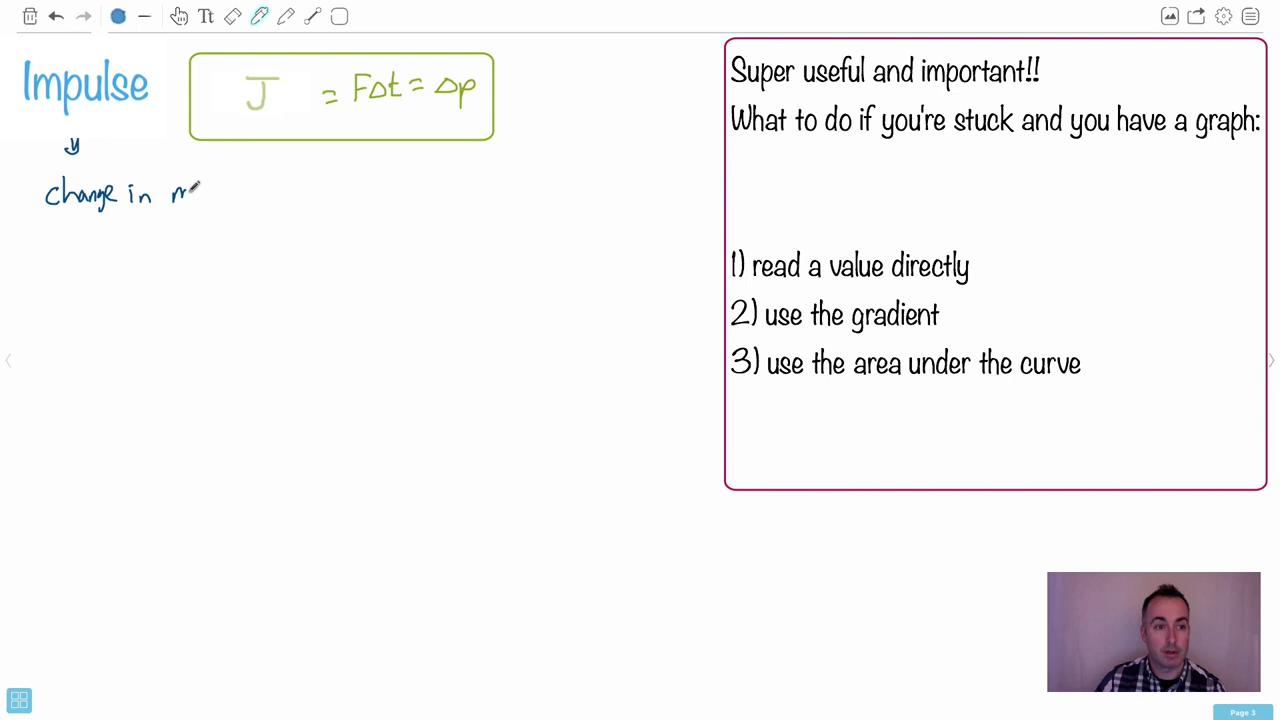 Impulse
J = FΔt = Δp
change in m
Super useful and important!!
What to do if you're stuck and you have a graph:
1) read a value directly
2) use the gradient
3) use the area under the curve
Tt
Page 3